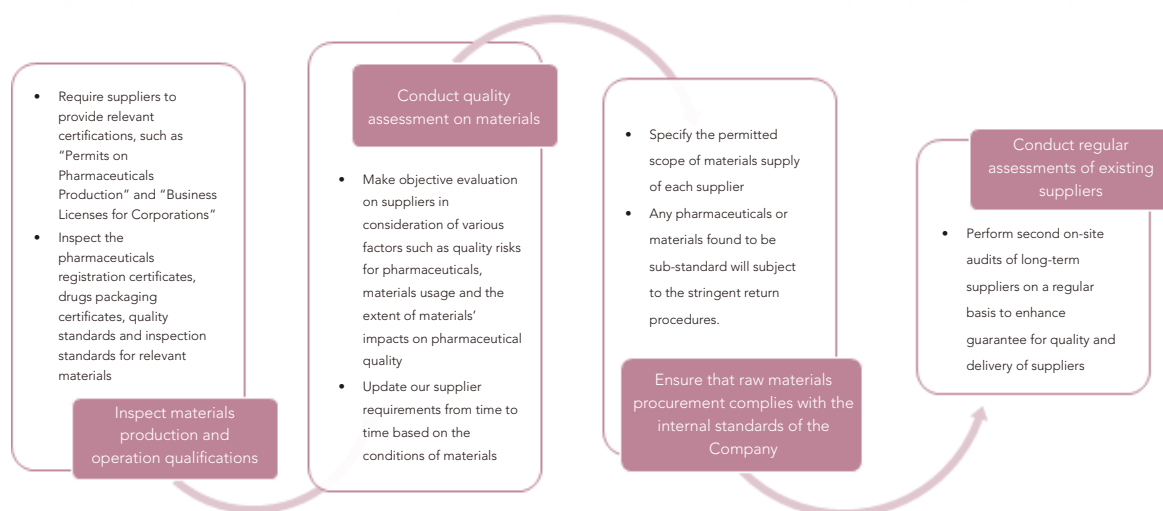 • Require suppliers to
provide relevant
certifications, such as
“Permits on
Pharmaceuticals
Production” and “Business
Licenses for Corporations”
• Inspect the
pharmaceuticals
registration certificates,
drugs packaging
certificates, quality
standards and inspection
standards for relevant
materials
Inspect materials
production and
operation qualifications
Conduct quality
assessment on materials
• Make objective evaluation
on suppliers in
consideration of various
factors such as quality risks
for pharmaceuticals,
materials usage and the
extent of materials’
impacts on pharmaceutical
quality
• Update our supplier
requirements from time to
time based on the
conditions of materials
• Specify the permitted
scope of materials supply
of each supplier
• Any pharmaceuticals or
materials found to be
sub-standard will subject
to the stringent return
procedures.
Ensure that raw materials
procurement complies with the
internal standards of the
Company
Conduct regular
assessments of existing
suppliers
• Perform second on-site
audits of long-term
suppliers on a regular
basis to enhance
guarantee for quality and
delivery of suppliers